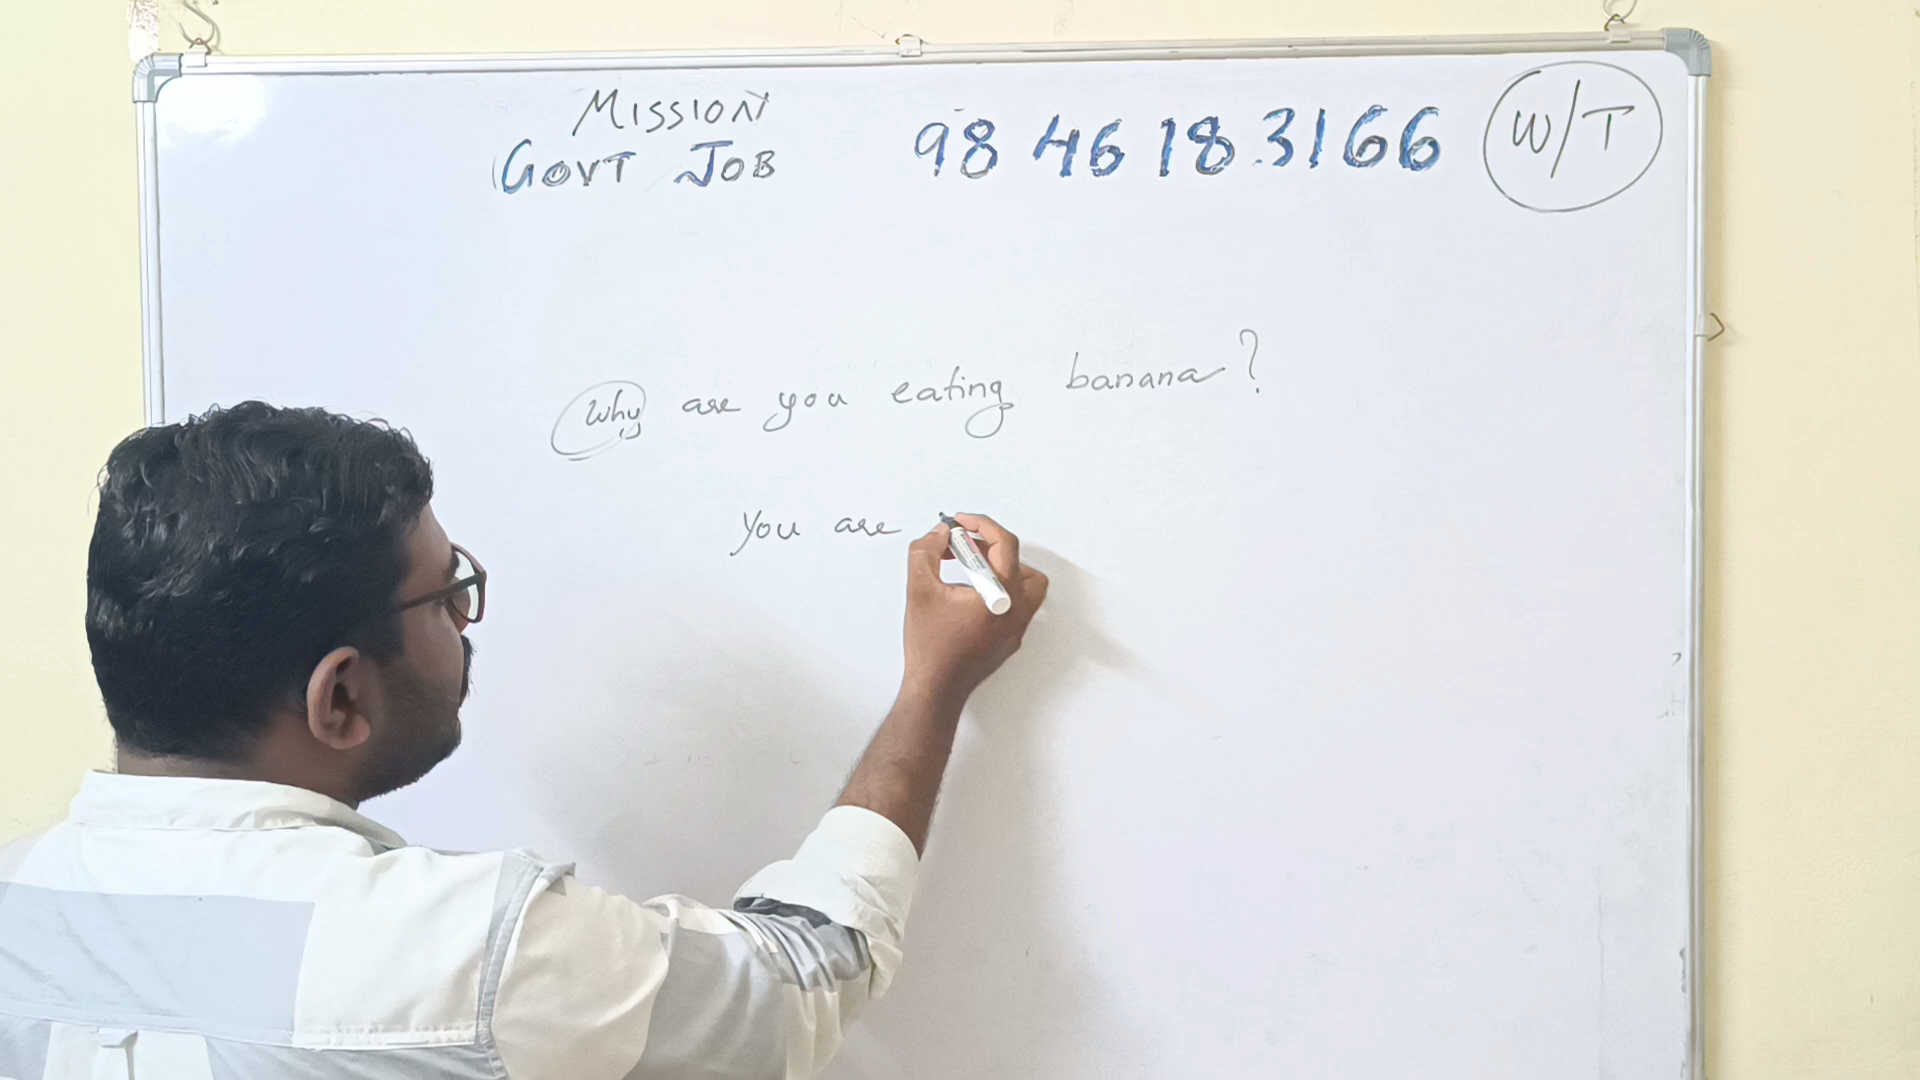 MISSION
GOVT JOB
98 46 18 3166
W/T
Why are you eating banana?
You are